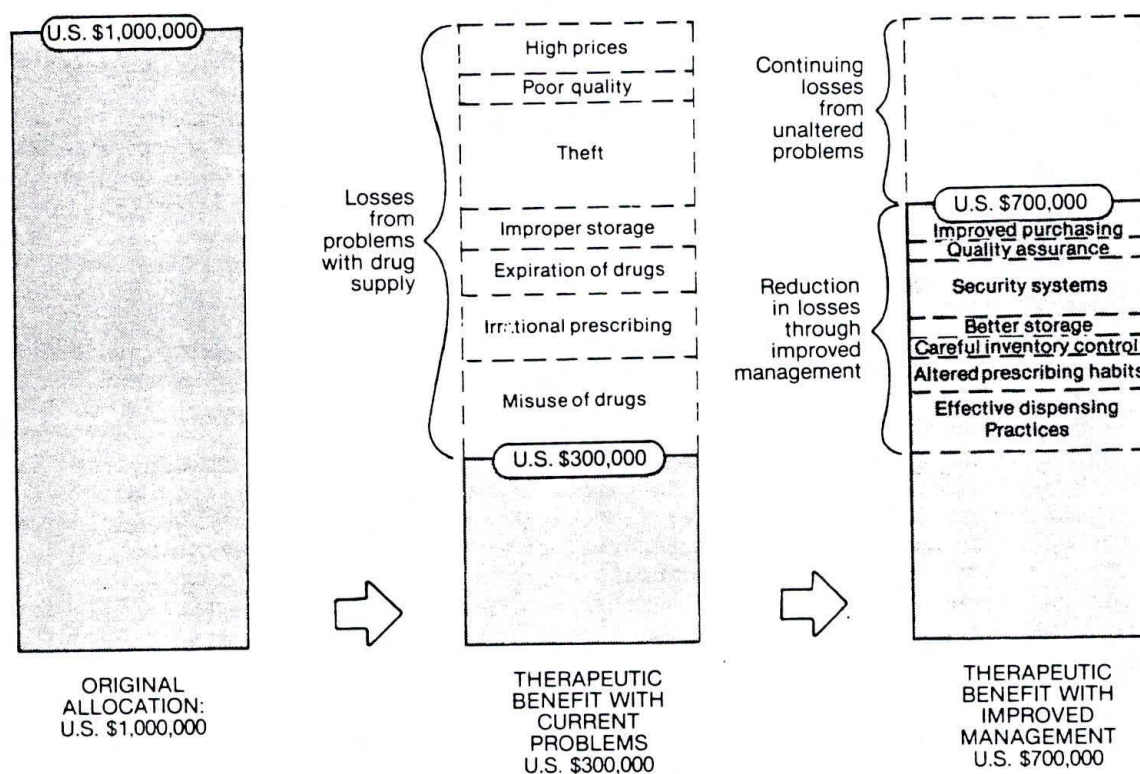 U.S. $1,000,000
ORIGINAL
ALLOCATION:
U.S. $1,000,000
Losses
from
problems
with drug
supply
High prices
Poor quality
Theft
Improper storage
Expiration of drugs
Irrational prescribing
Misuse of drugs
U.S. $300,000
THERAPEUTIC
BENEFIT WITH
CURRENT
PROBLEMS
U.S. $300,000
Continuing
losses
from
unaltered
problems
Reduction
in losses
through
improved
management
U.S. $700,000
Improved purchasing
Quality assurance
Security systems
Better storage
Careful inventory control
Altered prescribing habits
Effective dispensing
Practices
THERAPEUTIC
BENEFIT WITH
IMPROVED
MANAGEMENT
U.S. $700,000